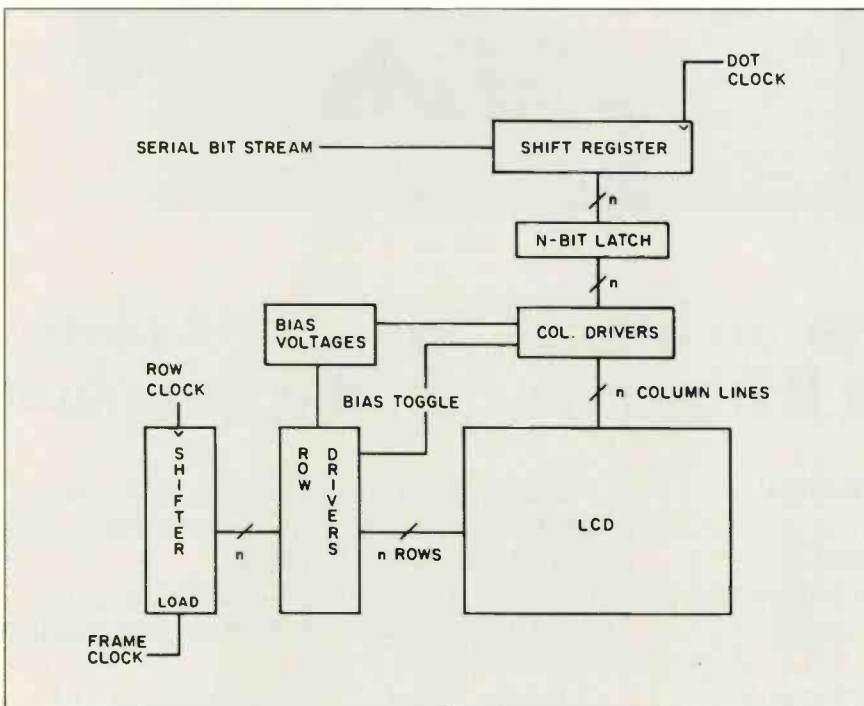 DOT
CLOCK
SERIAL BIT STREAM
SHIFT REGISTER
n
N-BIT LATCH
n
BIAS
VOLTAGES
COL. DRIVERS
ROW
CLOCK
BIAS TOGGLE
n COLUMN LINES
SHIFTER
ROW
DRIVERS
LCD
n
n ROWS
LOAD
FRAME
CLOCK